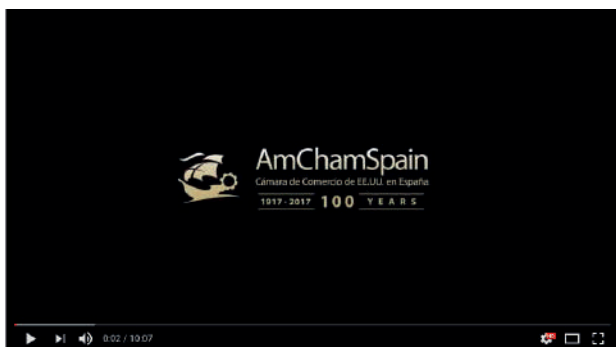 AmChamSpain
Cámara de Comercio de EE.UU. en España
1917 - 2017 100 YEARS
0:02 / 10:07